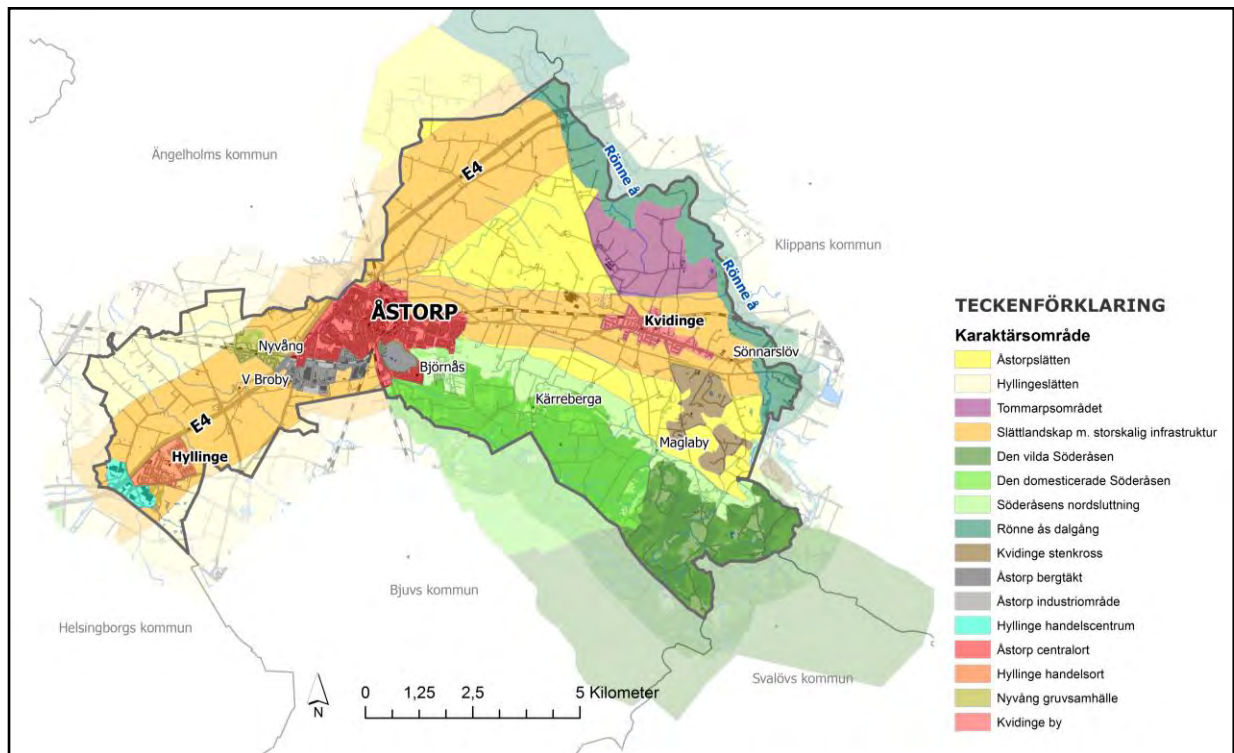 Ängelholms kommun
E4
Rönne å
Klippans kommun
Rönne å
ÅSTORP
Kvidinge
Nyvång
Sönnarslöv
V Broby
Björnås
Kärreberga
E4
Maglaby
Hyllinge
Bjuvs kommun
Helsingborgs kommun
Svalövs kommun
N
0 1,25 2,5 5 Kilometer
TECKENFÖRKLARING
Karaktärsområde
Åstorpslätten
Hyllingeslätten
Tommarpsområdet
Slättlandskap m. storskalig infrastruktur
Den vilda Söderåsen
Den domesticerade Söderåsen
Söderåsens nordsluttning
Rönne ås dalgång
Kvidinge stenkross
Åstorp bergtäkt
Åstorp industriområde
Hyllinge handelscentrum
Åstorp centralort
Hyllinge handelsort
Nyvång gruvsamhälle
Kvidinge by